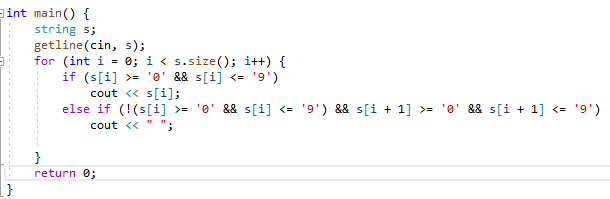 int main() {
string s;
getline(cin, s);
for (int i = 0; i < s.size(); i++) {
if (s[i] >= '0' && s[i] <= '9')
cout << s[i];
else if (!(s[i] >= '0' && s[i] <= '9') && s[i + 1] >= '0' && s[i + 1] <= '9')
cout << " ";
}
return 0;
}